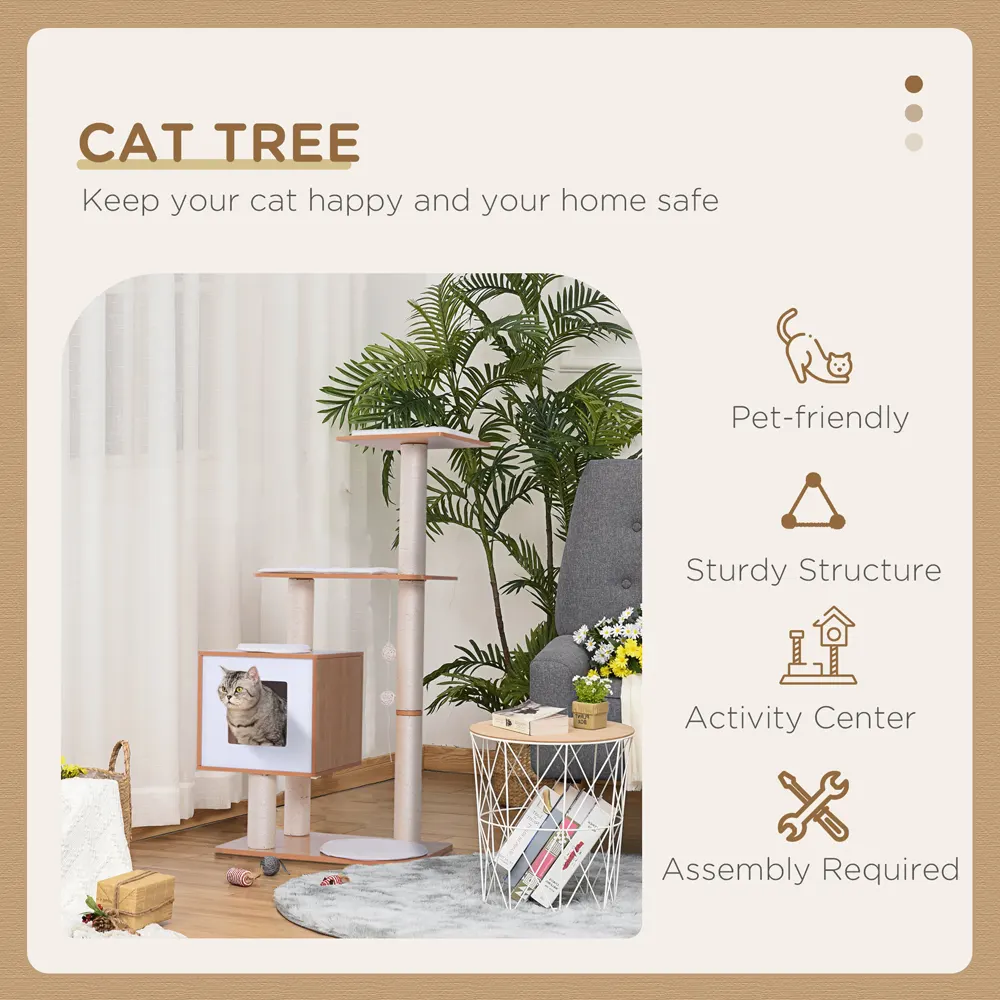 CAT TREE
Keep your cat happy and your home safe
Pet-friendly
Sturdy Structure
Activity Center
Assembly Required